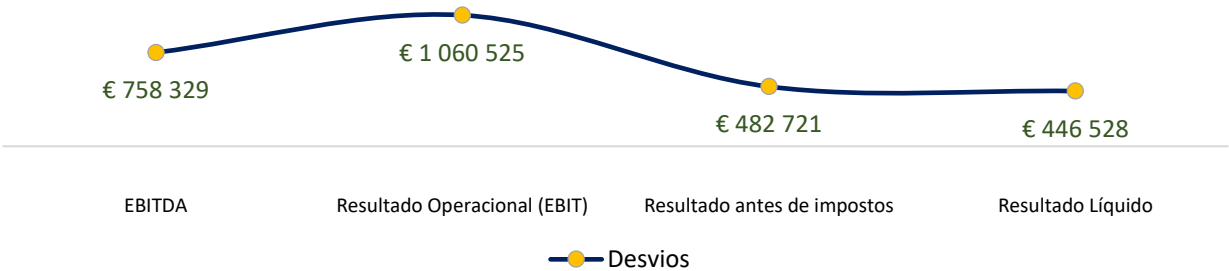 € 758 329
€ 1 060 525
€ 482 721
€ 446 528
EBITDA
Resultado Operacional (EBIT)
Resultado antes de impostos
Resultado Líquido
Desvios